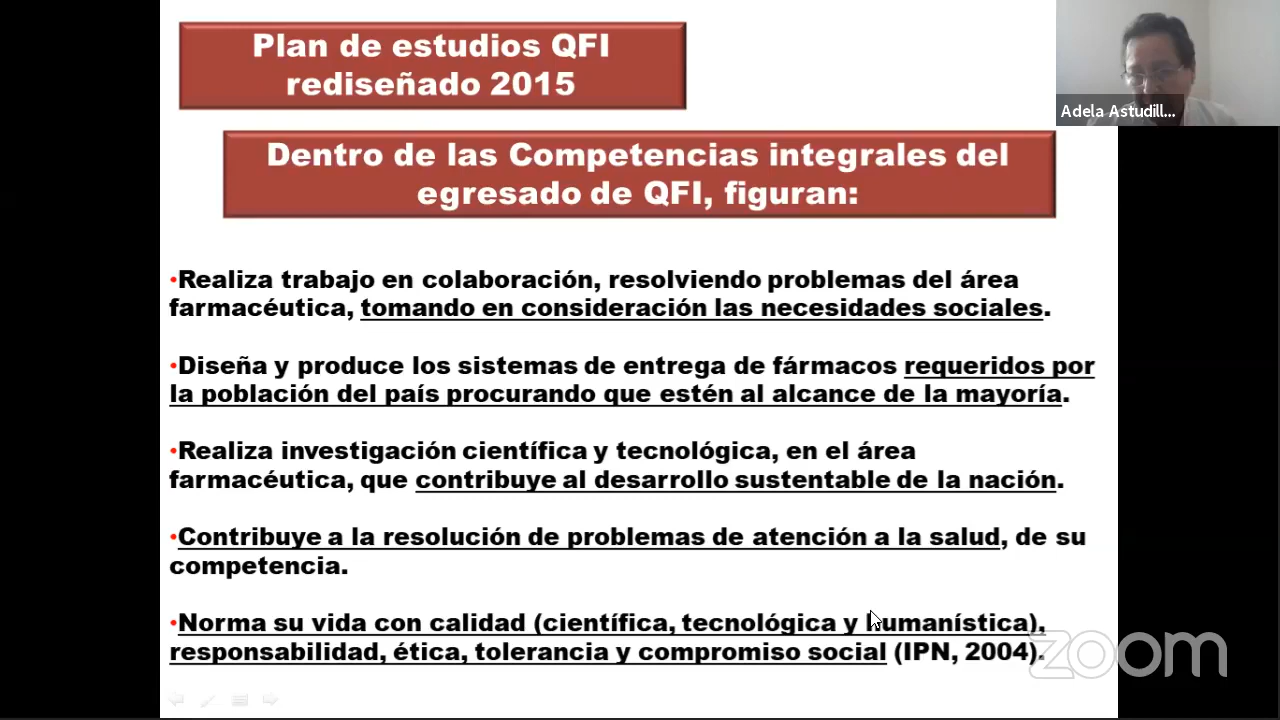 Plan de estudios QFI
rediseñado 2015
Adela Astudill...
Dentro de las Competencias integrales del
egresado de QFI, figuran:
•Realiza trabajo en colaboración, resolviendo problemas del área
farmacéutica, tomando en consideración las necesidades sociales.
•Diseña y produce los sistemas de entrega de fármacos requeridos por
la población del país procurando que estén al alcance de la mayoría.
•Realiza investigación científica y tecnológica, en el área
farmacéutica, que contribuye al desarrollo sustentable de la nación.
•Contribuye a la resolución de problemas de atención a la salud, de su
competencia.
•Norma su vida con calidad (científica, tecnológica y humanística),
responsabilidad, ética, tolerancia y compromiso social (IPN, 2004).
zoom